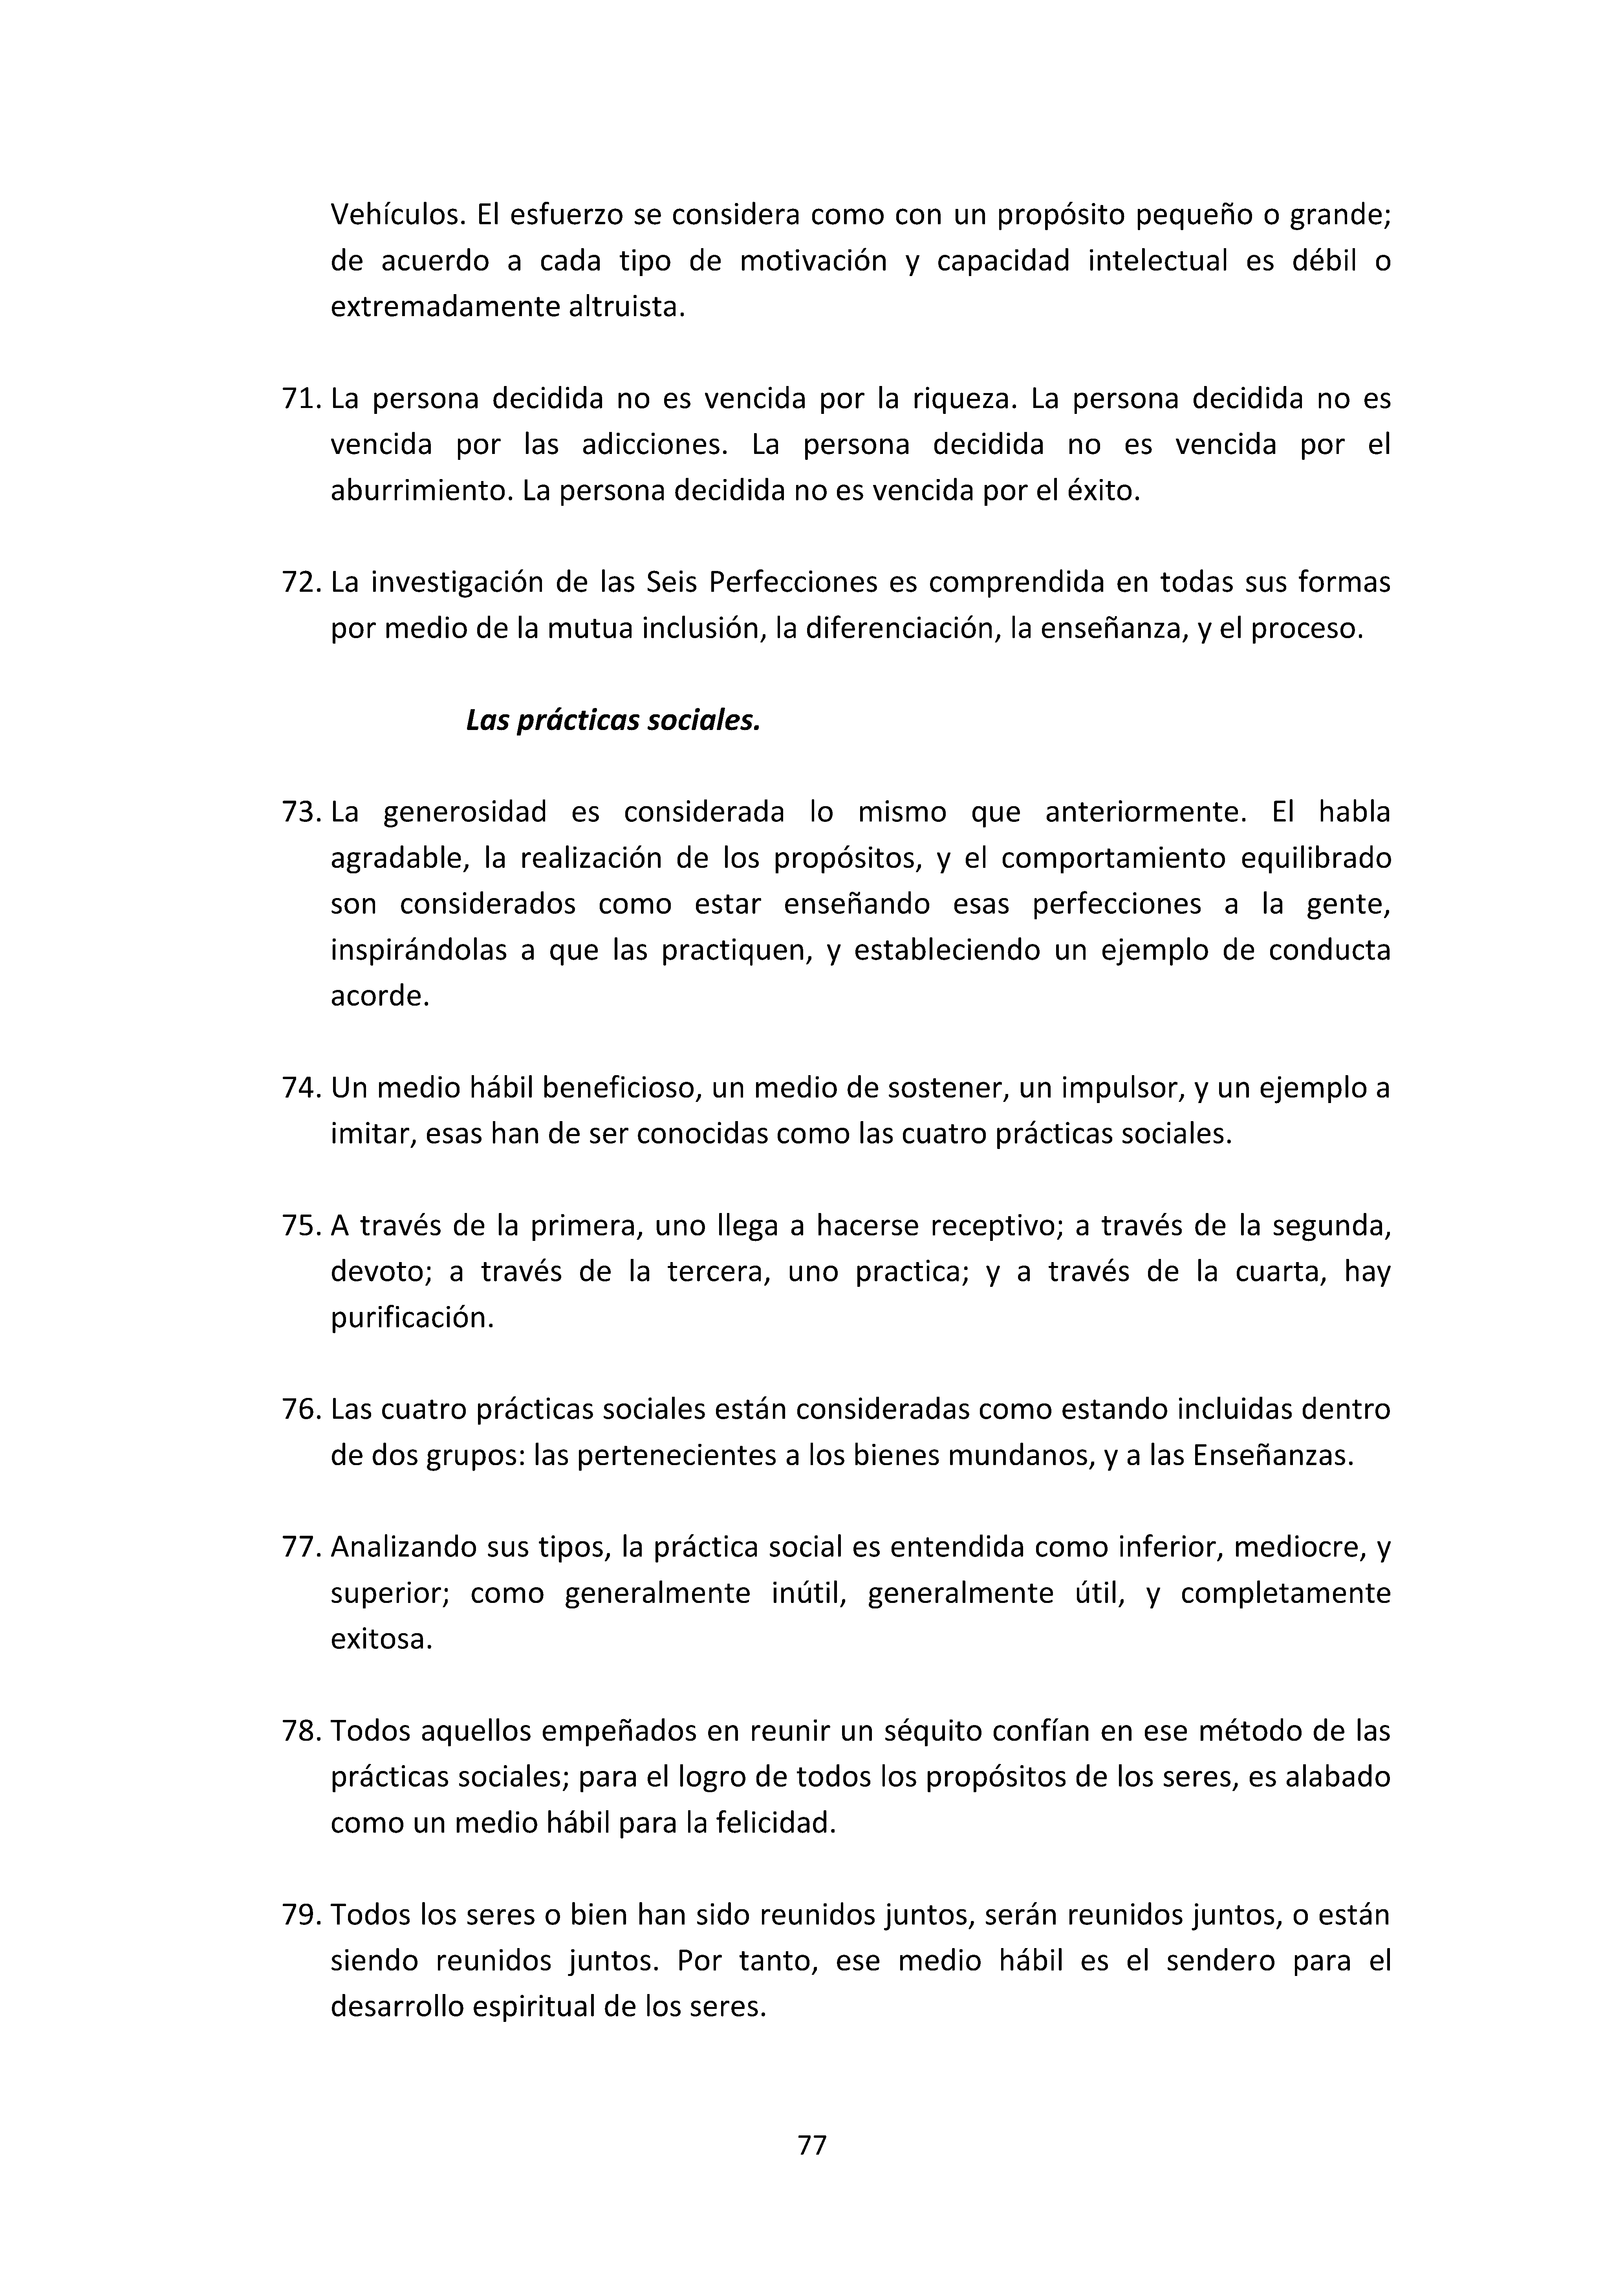 Vehículos. El esfuerzo se considera como con un propósito pequeño o grande;
de acuerdo a cada tipo de motivación y capacidad intelectual es débil o
extremadamente altruista.
71. La persona decidida no es vencida por la riqueza. La persona decidida no es
vencida por las adicciones. La persona decidida no es vencida por el
aburrimiento. La persona decidida no es vencida por el éxito.
72. La investigación de las Seis Perfecciones es comprendida en todas sus formas
por medio de la mutua inclusión, la diferenciación, la enseñanza, y el proceso.
Las prácticas sociales.
73. La generosidad es considerada lo mismo que anteriormente. El habla
agradable, la realización de los propósitos, y el comportamiento equilibrado
son considerados como estar enseñando esas perfecciones a la gente,
inspirándolas a que las practiquen, y estableciendo un ejemplo de conducta
acorde.
74. Un medio hábil beneficioso, un medio de sostener, un impulsor, y un ejemplo a
imitar, esas han de ser conocidas como las cuatro prácticas sociales.
75. A través de la primera, uno llega a hacerse receptivo; a través de la segunda,
devoto; a través de la tercera, uno practica; y a través de la cuarta, hay
purificación.
76. Las cuatro prácticas sociales están consideradas como estando incluidas dentro
de dos grupos: las pertenecientes a los bienes mundanos, y a las Enseñanzas.
77. Analizando sus tipos, la práctica social es entendida como inferior, mediocre, y
superior; como generalmente inútil, generalmente útil, y completamente
exitosa.
78. Todos aquellos empeñados en reunir un séquito confían en ese método de las
prácticas sociales; para el logro de todos los propósitos de los seres, es alabado
como un medio hábil para la felicidad.
79. Todos los seres o bien han sido reunidos juntos, serán reunidos juntos, o están
siendo reunidos juntos. Por tanto, ese medio hábil es el sendero para el
desarrollo espiritual de los seres.
77